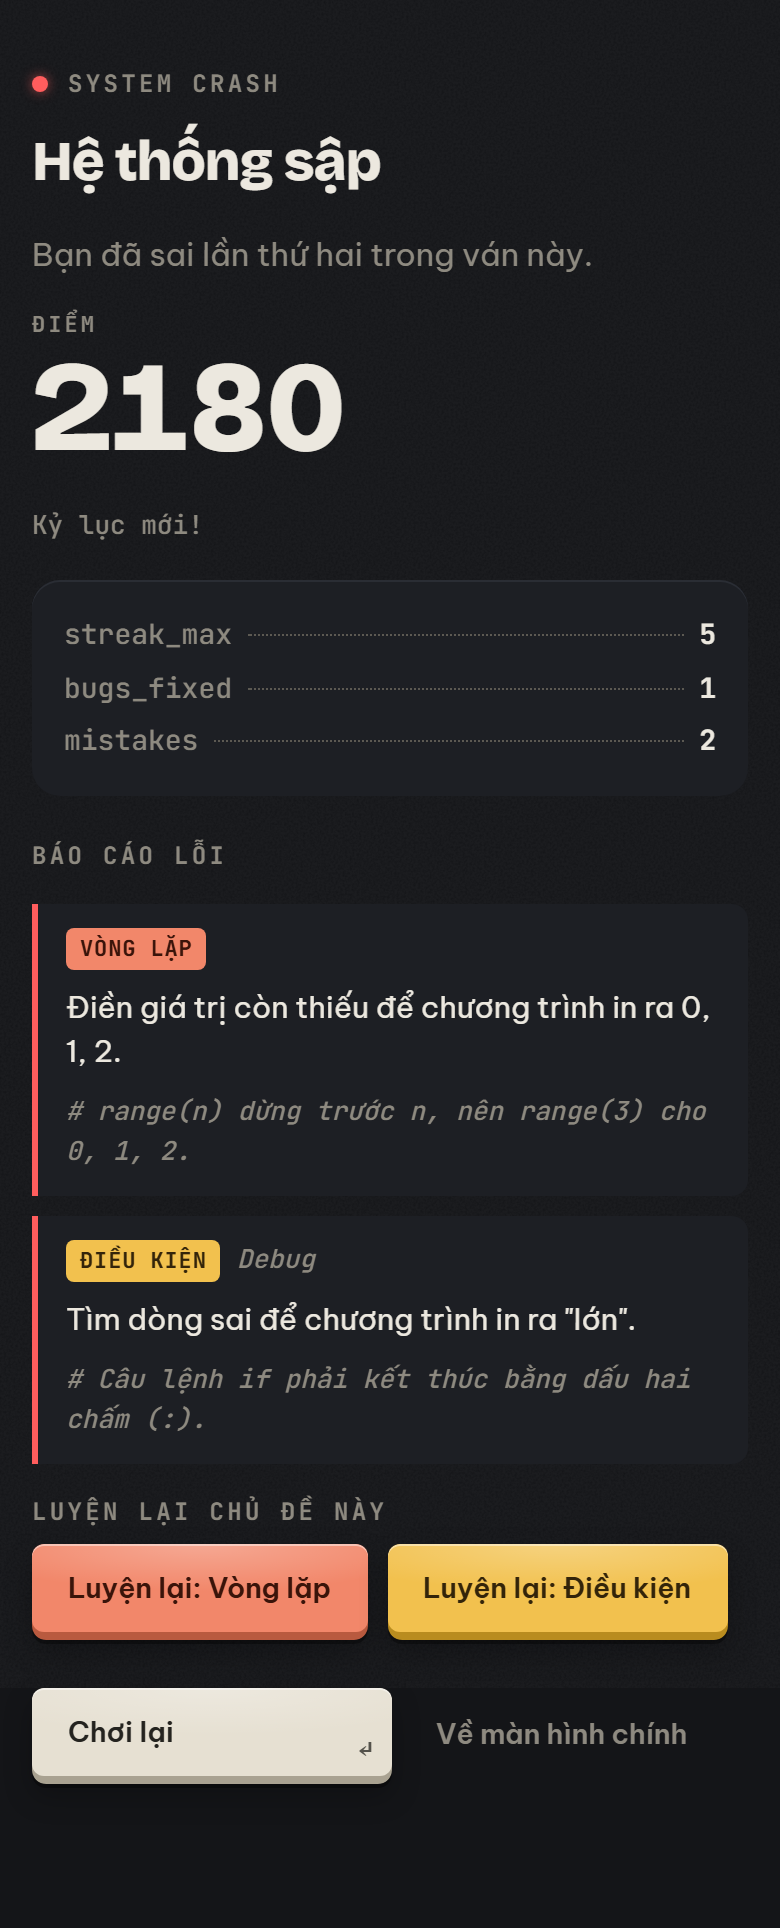 SYSTEM CRASH
Hệ thống sập
Bạn đã sai lần thứ hai trong ván này.
ĐIỂM
2180
Kỷ lục mới!
streak_max 5
bugs_fixed 1
mistakes 2
BÁO CÁO LỖI
VÒNG LẶP
Điền giá trị còn thiếu để chương trình in ra 0,
1, 2.
# range(n) dừng trước n, nên range(3) cho
0, 1, 2.
ĐIỀU KIỆN Debug
Tìm dòng sai để chương trình in ra "lớn".
# Câu lệnh if phải kết thúc bằng dấu hai
chấm (:).
LUYỆN LẠI CHỦ ĐỀ NÀY
Luyện lại: Vòng lặp Luyện lại: Điều kiện
Chơi lại ↵ Về màn hình chính